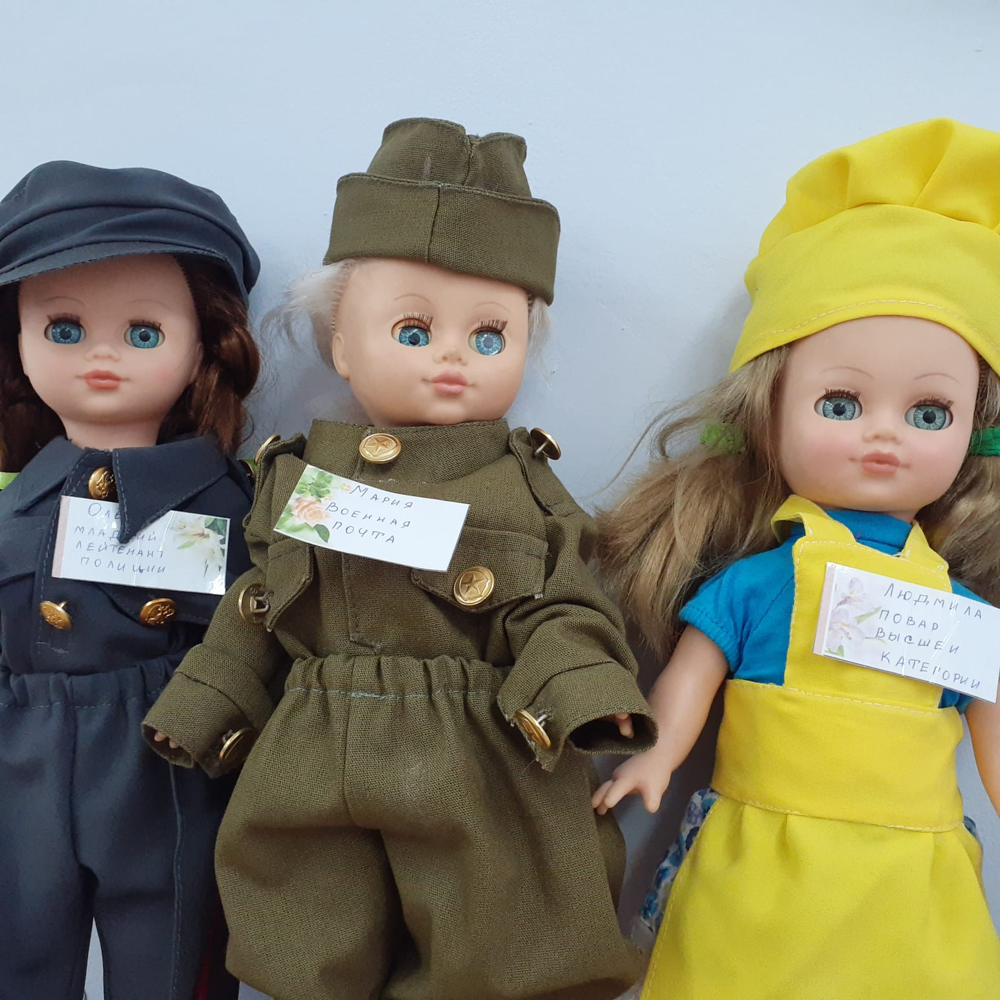 МЛАДШИЙ
ЛЕЙТЕНАНТ
ПОЛИЦИИ
МАРИЯ
ВОЕННАЯ
ПОЧТА
ЛЮДМИЛА
ПОВАР
ВЫСШЕЙ
КАТЕГОРИИ